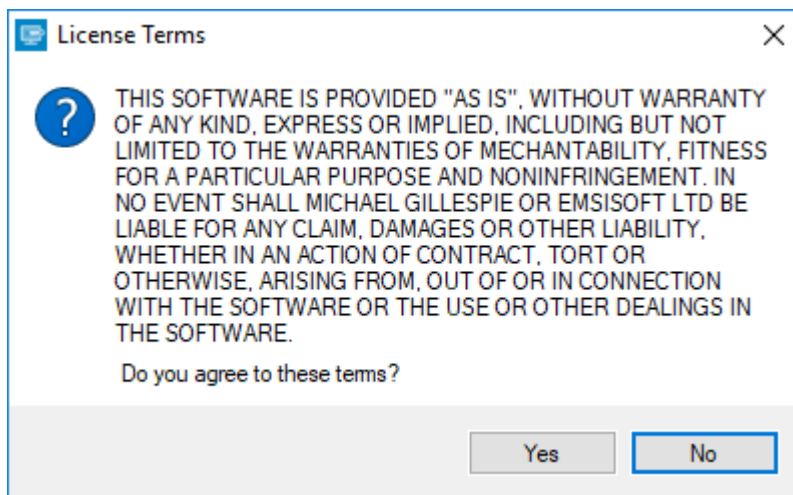 License Terms
THIS SOFTWARE IS PROVIDED "AS IS", WITHOUT WARRANTY
OF ANY KIND, EXPRESS OR IMPLIED, INCLUDING BUT NOT
LIMITED TO THE WARRANTIES OF MECHANTABILITY, FITNESS
FOR A PARTICULAR PURPOSE AND NONINFRINGEMENT. IN
NO EVENT SHALL MICHAEL GILLESPIE OR EMSISOFT LTD BE
LIABLE FOR ANY CLAIM, DAMAGES OR OTHER LIABILITY,
WHETHER IN AN ACTION OF CONTRACT, TORT OR
OTHERWISE, ARISING FROM, OUT OF OR IN CONNECTION
WITH THE SOFTWARE OR THE USE OR OTHER DEALINGS IN
THE SOFTWARE.
Do you agree to these terms?
Yes No